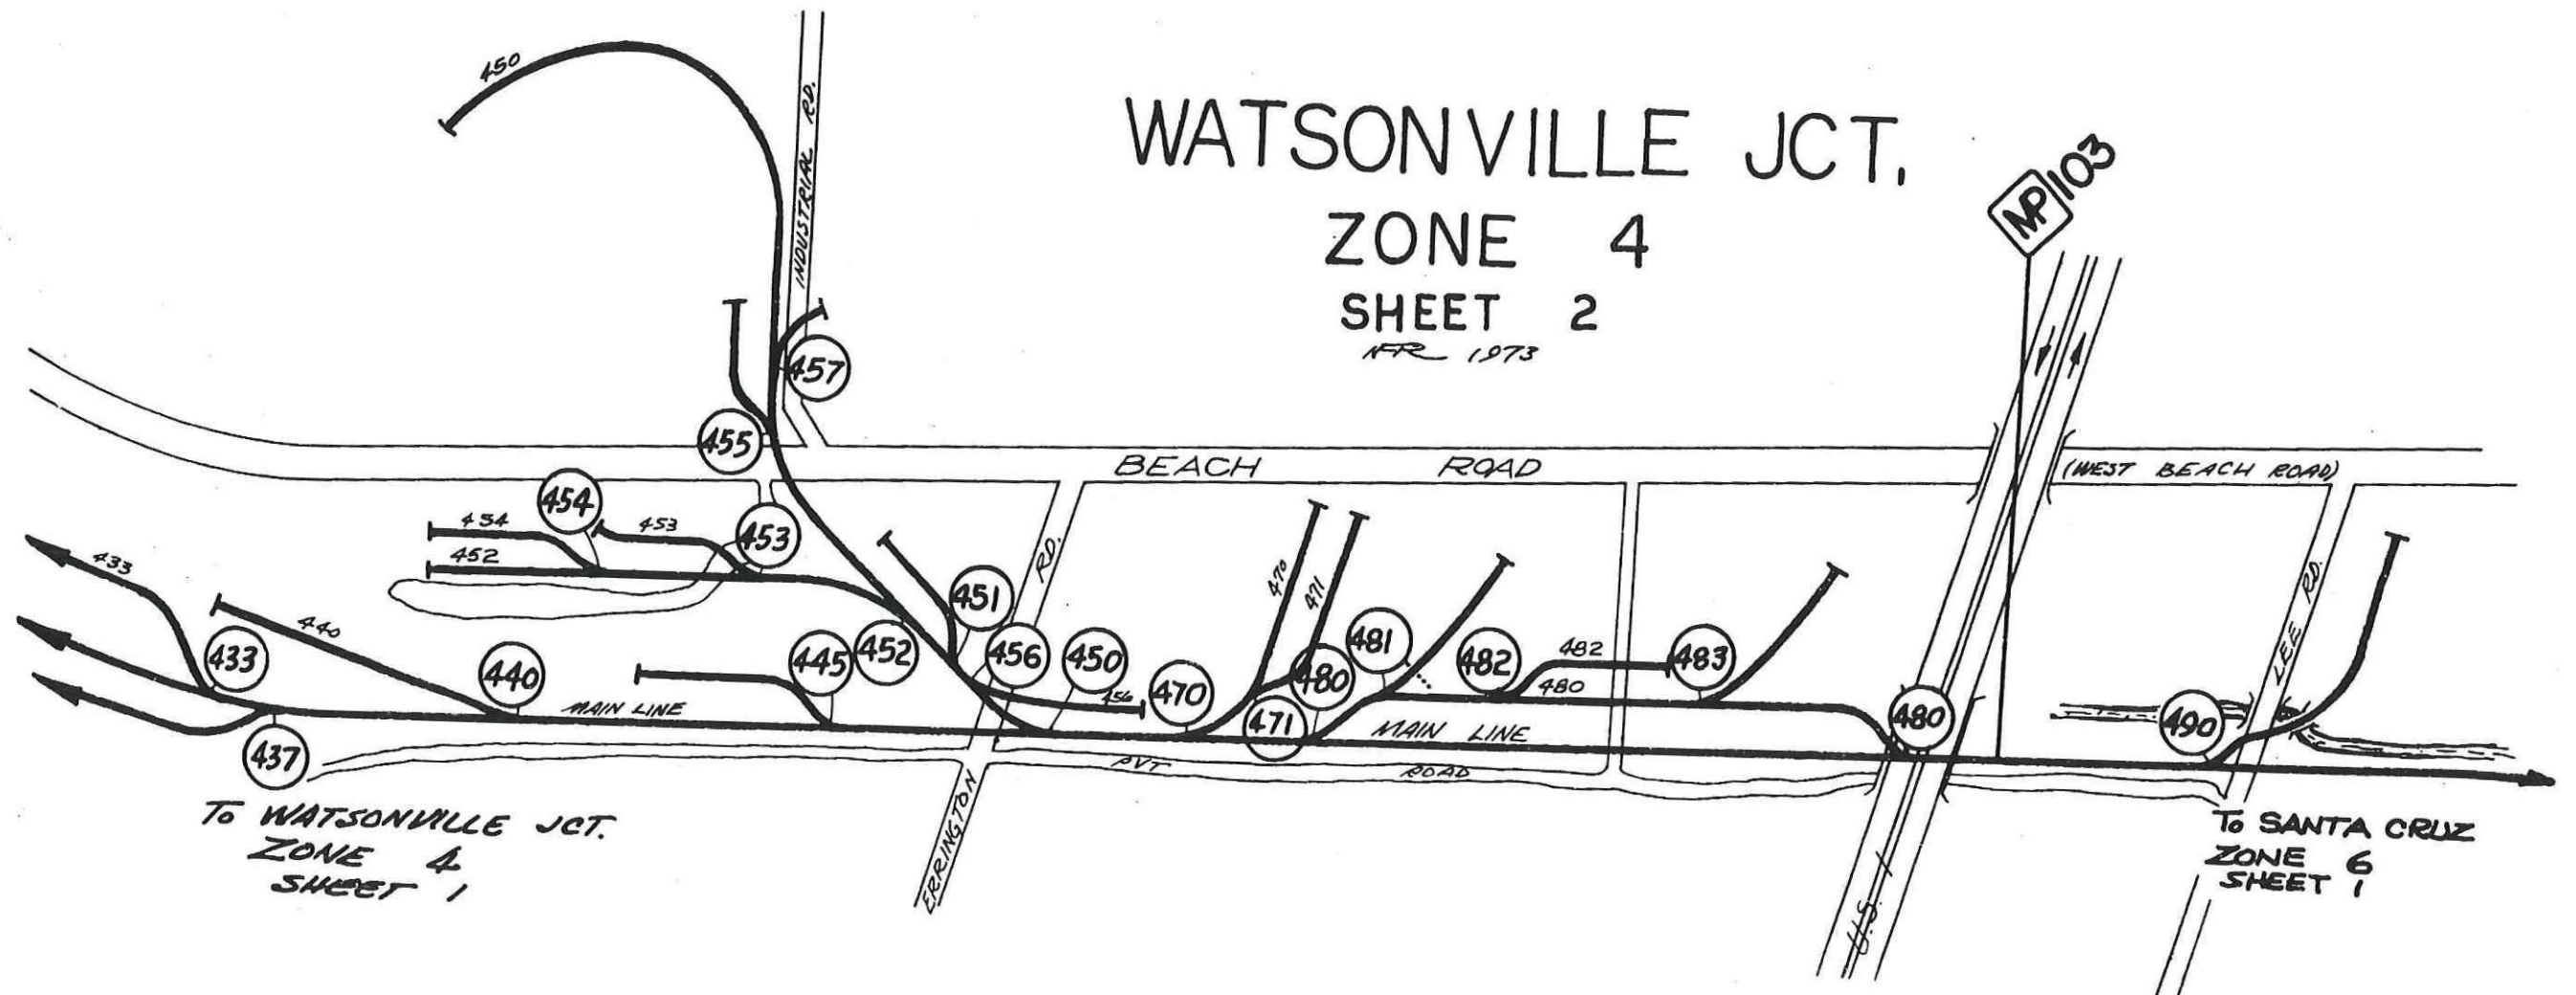 WATSONVILLE JCT.
ZONE 4
SHEET 2
NFR 1973
MP 103
450
INDUSTRIAL RD.
457
455
BEACH ROAD
(WEST BEACH ROAD)
454
454
453
453
452
433
433
440
440
437
MAIN LINE
445
452
451
456
450
456
RD.
ERRINGTON
470
470
471
471
480
481
482
482
480
483
480
490
LEE RD.
MAIN LINE
PVT ROAD
U.S. 1
To WATSONVILLE JCT.
ZONE 4
SHEET 1
To SANTA CRUZ
ZONE 6
SHEET 1